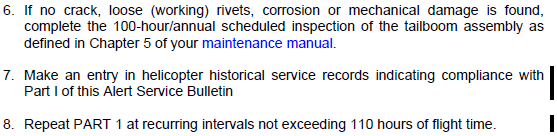 6. If no crack, loose (working) rivets, corrosion or mechanical damage is found,
complete the 100-hour/annual scheduled inspection of the tailboom assembly as
defined in Chapter 5 of your maintenance manual.
7. Make an entry in helicopter historical service records indicating compliance with
Part I of this Alert Service Bulletin
8. Repeat PART 1 at recurring intervals not exceeding 110 hours of flight time.